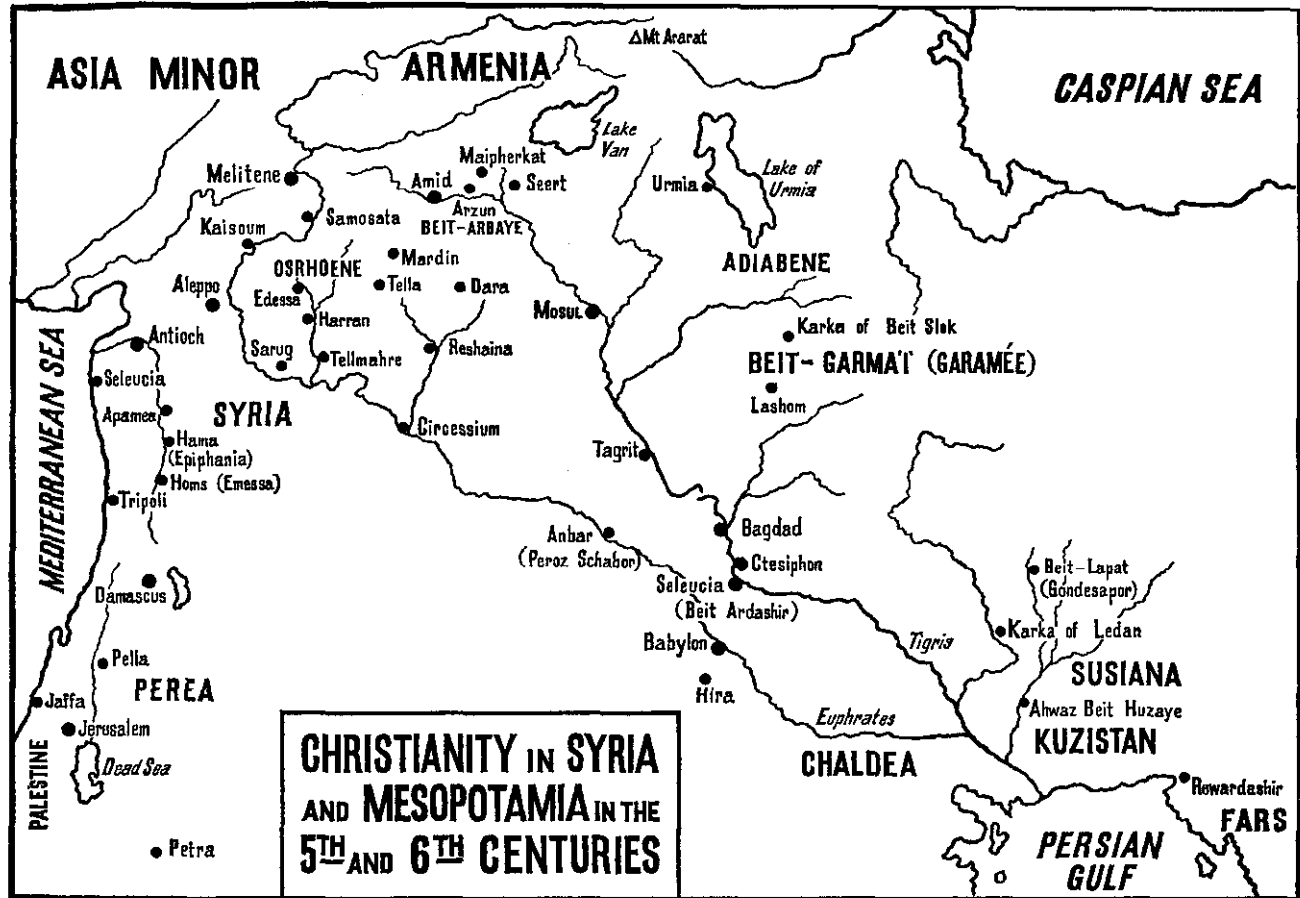 ASIA MINOR
ARMENIA
Mt Ararat
CASPIAN SEA
Lake
Van
Lake of
Urmia
Maipherkat
Melitene
Amid
Seert
Urmia
Arzun
BEIT-ARBAYE
Samosata
Kaisoum
Mardin
ADIABENE
OSRHOENE
Edessa
Tella
Dara
Aleppo
Harran
Mosul
Karka of Beit Slok
Antioch
Sarug
Tellmahre
Reshaina
BEIT-GARMA'I (GARAMÉE)
MEDITERRANEAN SEA
Seleucia
Lashom
Apamea
SYRIA
Circessium
Hama
(Epiphania)
Tagrit
Homs (Emessa)
Tripoli
Anbar
(Peroz Schabor)
Bagdad
Ctesiphon
Beit-Lapat
(Gondesapor)
Damascus
Seleucia
(Beit Ardashir)
Karka of Ledan
Babylon
Tigris
Pella
PEREA
SUSIANA
Hira
Jaffa
Ahwaz Beit Huzaye
Jerusalem
Euphrates
KUZISTAN
CHALDEA
PALESTINE
Dead Sea
Rewardashir
FARS
Petra
PERSIAN
GULF
CHRISTIANITY IN SYRIA
AND MESOPOTAMIA IN THE
5TH AND 6TH CENTURIES